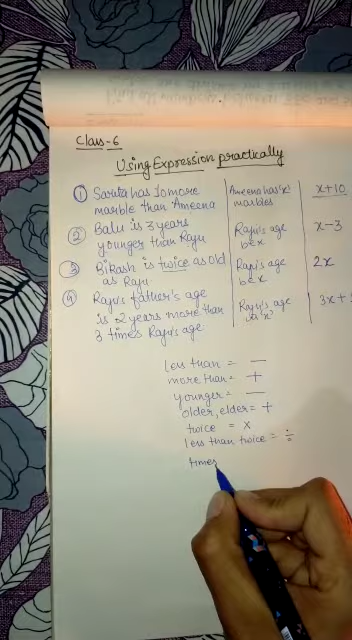 Class-6
Using Expression practically
① Sarita has 10 more marble than Ameena
Ameena has 'x' marbles
x+10
② Balu is 3 years younger than Raju
Raju's age be x
x-3
③ Bikash is twice as old as Raju
Raju's age be x
2x
④ Raju's father's age is 2 years more than 3 times Raju's age
Raju's age 'x'
3x+
less than = −
more than = +
younger = −
older, elder = +
twice = ×
less than twice = ÷
times